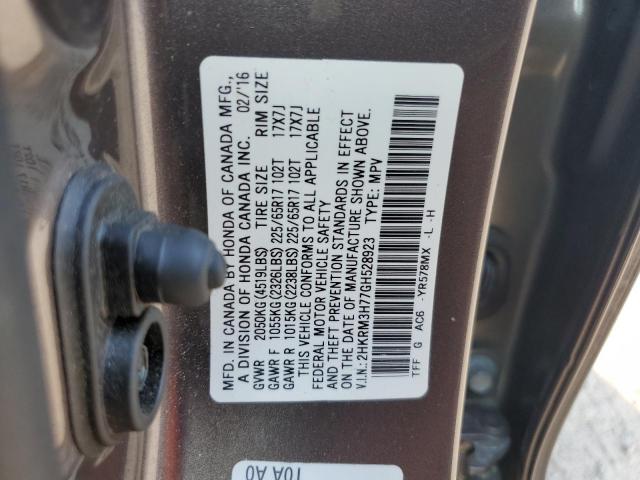 MFD. IN CANADA BY HONDA OF CANADA MFG.,
A DIVISION OF HONDA CANADA INC. 02/'16
GVWR 2050KG(4519LBS) TIRE SIZE RIM SIZE
GAWR F 1055KG(2326LBS) 225/65R17 102T 17X7J
GAWR R 1015KG(2238LBS) 225/65R17 102T 17X7J
THIS VEHICLE CONFORMS TO ALL APPLICABLE
FEDERAL MOTOR VEHICLE SAFETY
AND THEFT PREVENTION STANDARDS IN EFFECT
ON THE DATE OF MANUFACTURE SHOWN ABOVE.
V.I.N.: 2HKRM3H77GH528923 TYPE: MPV
TFF G AC6 -YR578MX -L -H